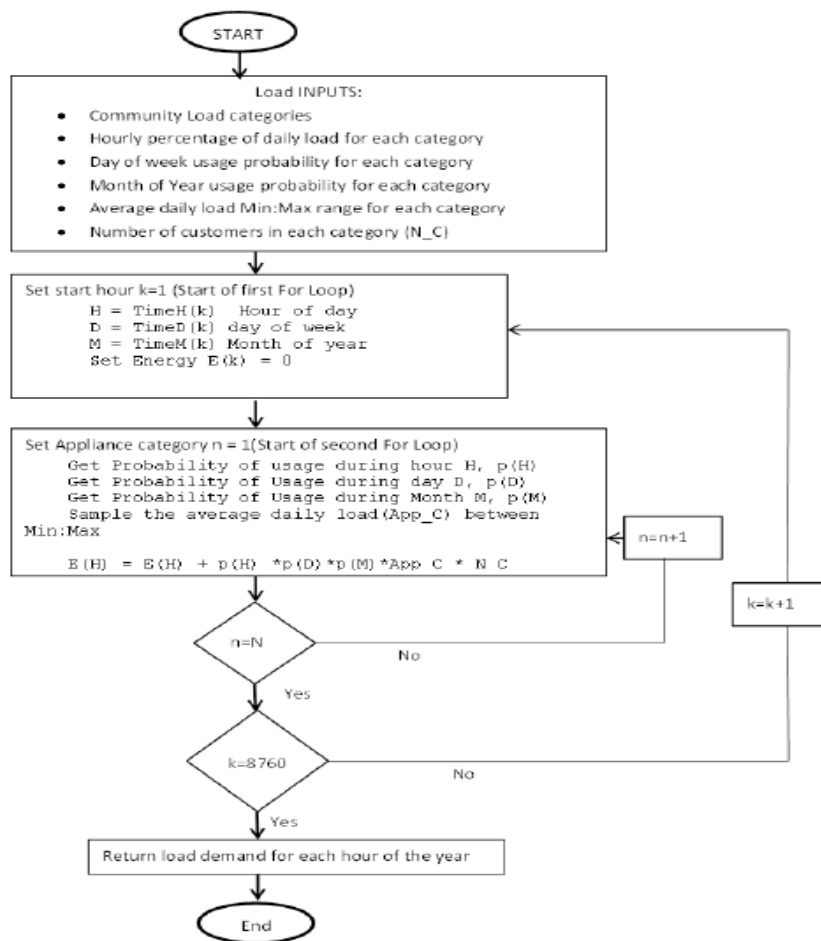 START
Load INPUTS:
• Community Load categories
• Hourly percentage of daily load for each category
• Day of week usage probability for each category
• Month of Year usage probability for each category
• Average daily load Min:Max range for each category
• Number of customers in each category (N_C)
Set start hour k=1 (Start of first For Loop)
H = TimeH(k) Hour of day
D = TimeD(k) day of week
M = TimeM(k) Month of year
Set Energy E(k) = 0
Set Appliance category n = 1(Start of second For Loop)
Get Probability of usage during hour H, p(H)
Get Probability of Usage during day D, p(D)
Get Probability of Usage during Month M, p(M)
Sample the average daily load(App_C) between
Min:Max
E(H) = E(H) + p(H) *p(D)*p(M)*App_C * N_C
n=n+1
k=k+1
n=N
No
Yes
k=8760
No
Yes
Return load demand for each hour of the year
End